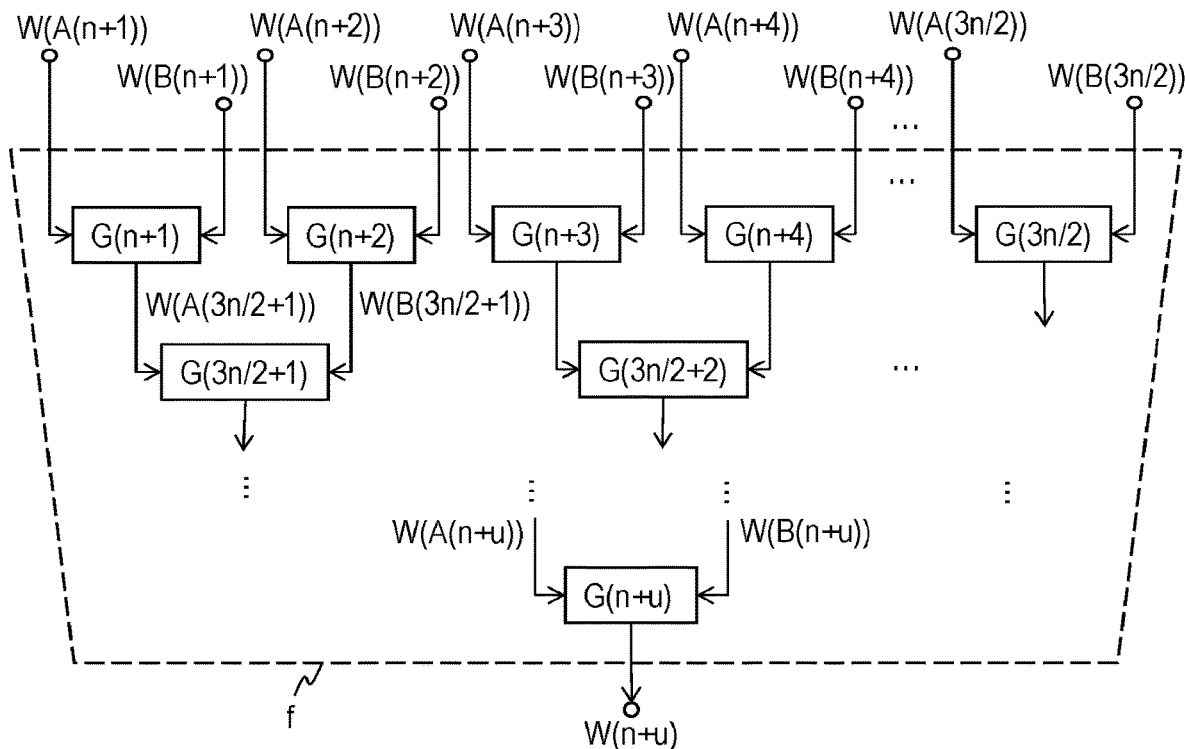 W(A(n+1)) W(A(n+2)) W(A(n+3)) W(A(n+4)) W(A(3n/2))
W(B(n+1)) W(B(n+2)) W(B(n+3)) W(B(n+4)) W(B(3n/2))
...
...
G(n+1) G(n+2) G(n+3) G(n+4) G(3n/2)
W(A(3n/2+1)) W(B(3n/2+1))
G(3n/2+1) G(3n/2+2) ...
⋮ ⋮ ⋮ ⋮
W(A(n+u)) W(B(n+u))
G(n+u)
f
W(n+u)